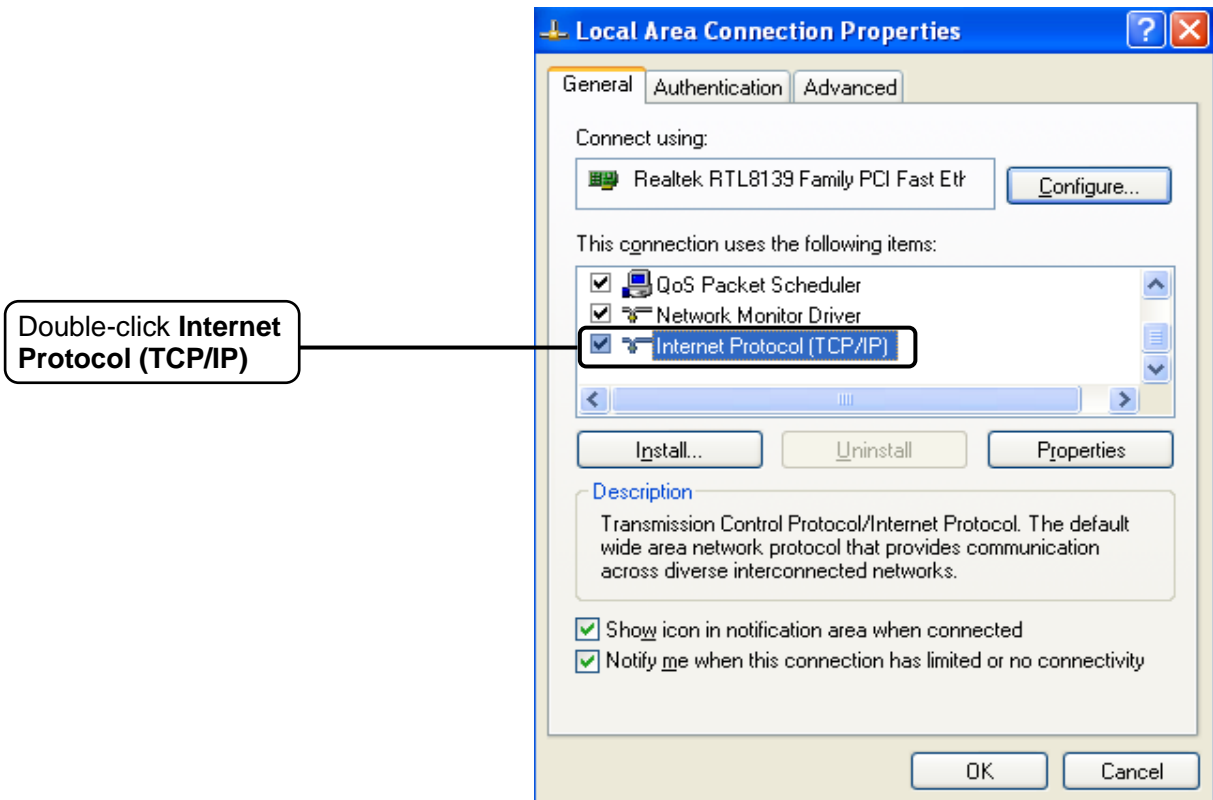 Local Area Connection Properties
General
Authentication
Advanced
Connect using:
Realtek RTL8139 Family PCI Fast Eth
Configure...
This connection uses the following items:
QoS Packet Scheduler
Network Monitor Driver
Internet Protocol (TCP/IP)
Double-click Internet
Protocol (TCP/IP)
Install...
Uninstall
Properties
Description
Transmission Control Protocol/Internet Protocol. The default
wide area network protocol that provides communication
across diverse interconnected networks.
Show icon in notification area when connected
Notify me when this connection has limited or no connectivity
OK
Cancel